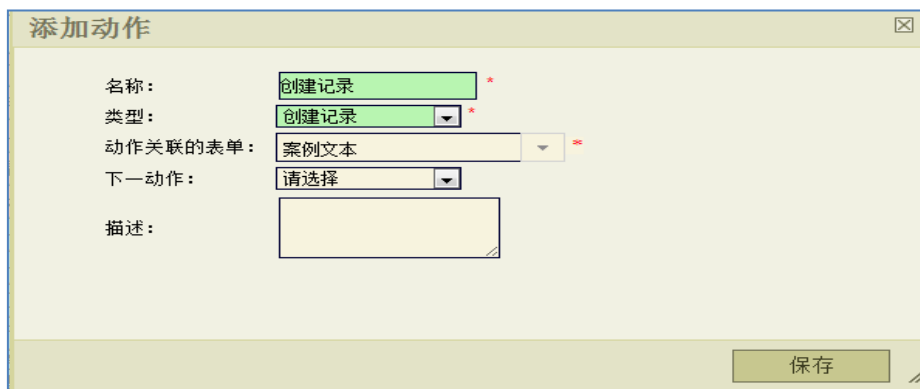 添加动作
名称： 创建记录 *
类型： 创建记录 *
动作关联的表单： 案例文本 *
下一动作： 请选择
描述：
保存